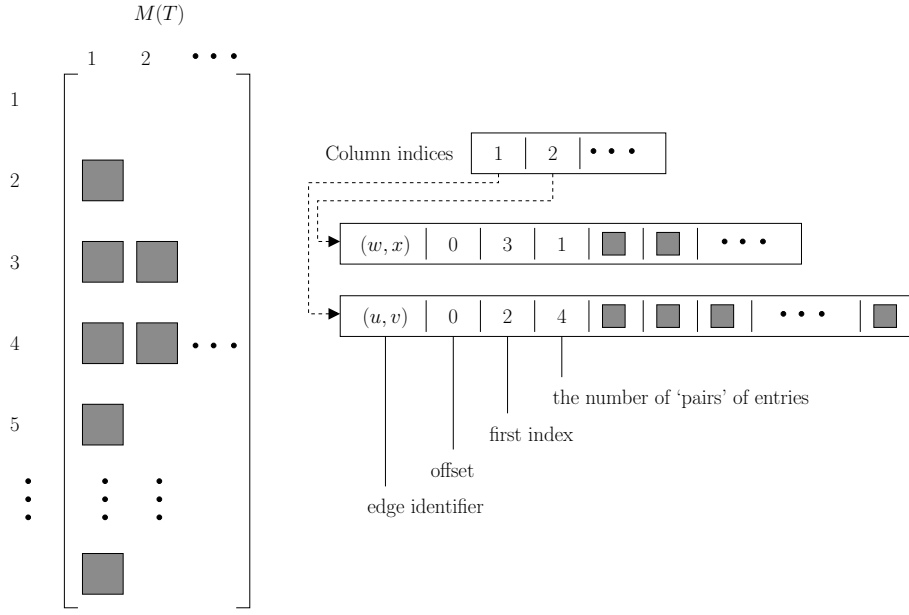 M(T)
1 2 • • •
1
2
3
4 • • •
5
Column indices 1 2 • • •
(w, x) 0 3 1 • • •
(u, v) 0 2 4 • • •
the number of ‘pairs’ of entries
first index
offset
edge identifier